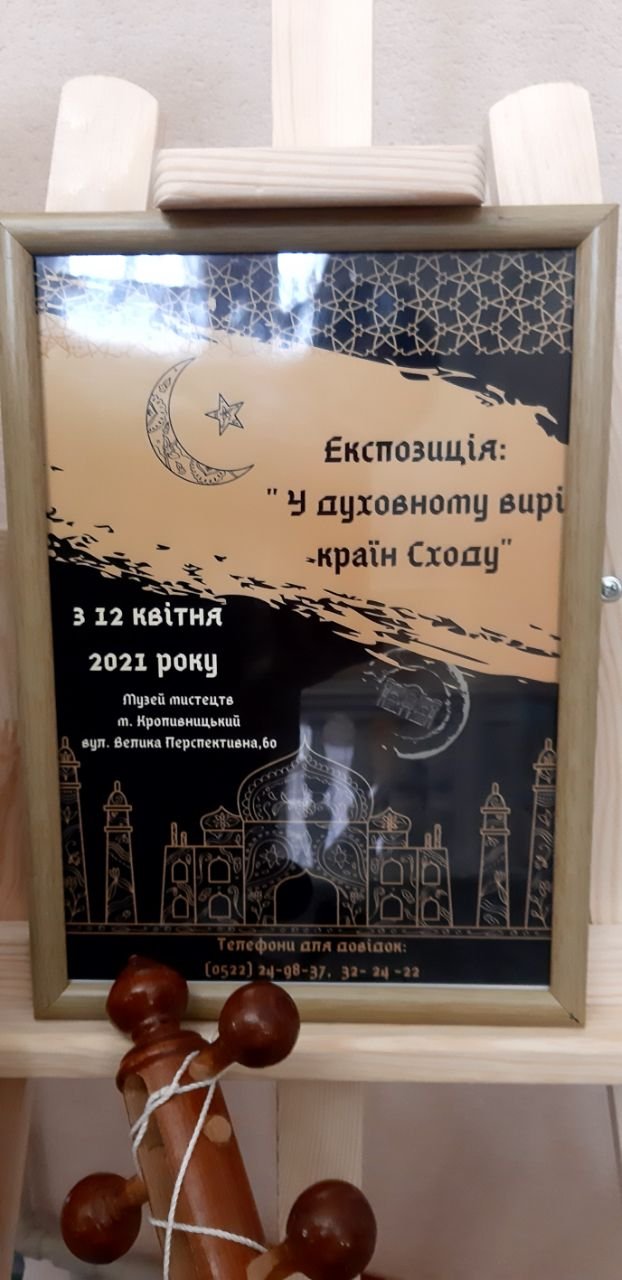 Експозиція:
" У духовному вирі
країн Сходу"
з 12 квітня
2021 року
Музей мистецтв
м. Кропивницький
вул. Велика Перспективна,60
Телефони для довідок:
(0522) 24-98-37, 32- 24 -22